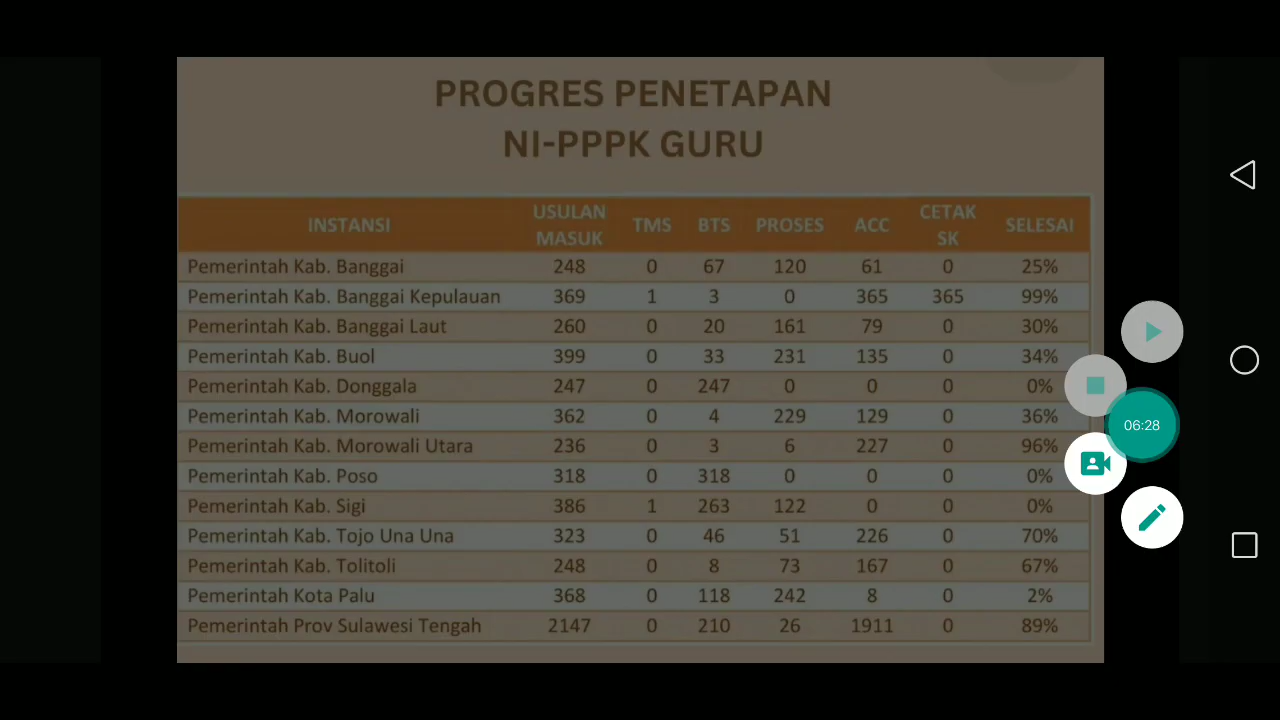 PROGRES PENETAPAN
NI-PPPK GURU
INSTANSI USULAN MASUK TMS BTS PROSES ACC CETAK SK SELESAI
Pemerintah Kab. Banggai 248 0 67 120 61 0 25%
Pemerintah Kab. Banggai Kepulauan 369 1 3 0 365 365 99%
Pemerintah Kab. Banggai Laut 260 0 20 161 79 0 30%
Pemerintah Kab. Buol 399 0 33 231 135 0 34%
Pemerintah Kab. Donggala 247 0 247 0 0 0 0%
Pemerintah Kab. Morowali 362 0 4 229 129 0 36%
Pemerintah Kab. Morowali Utara 236 0 3 6 227 0 96%
Pemerintah Kab. Poso 318 0 318 0 0 0 0%
Pemerintah Kab. Sigi 386 1 263 122 0 0 0%
Pemerintah Kab. Tojo Una Una 323 0 46 51 226 0 70%
Pemerintah Kab. Tolitoli 248 0 8 73 167 0 67%
Pemerintah Kota Palu 368 0 118 242 8 0 2%
Pemerintah Prov Sulawesi Tengah 2147 0 210 26 1911 0 89%
06:28